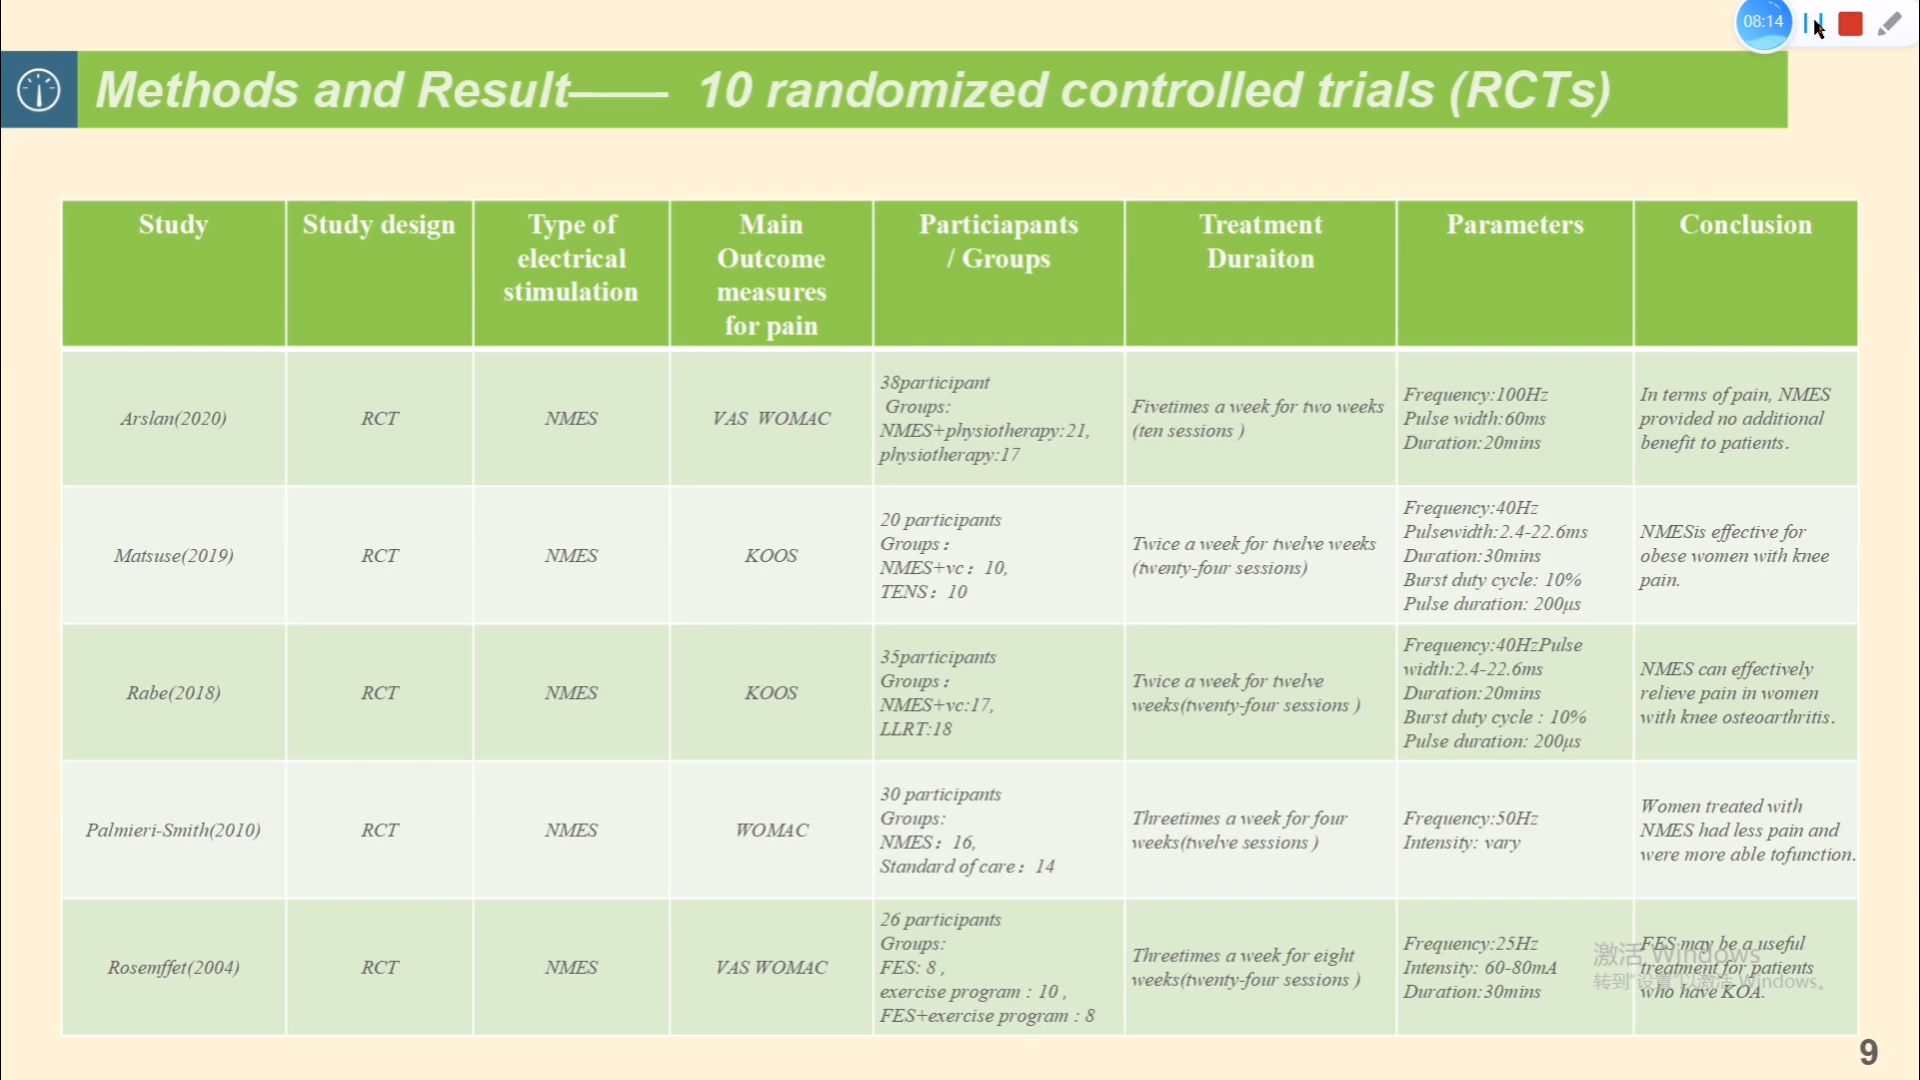 08:14
Methods and Result—— 10 randomized controlled trials (RCTs)
Study
Study design
Type of
electrical
stimulation
Main
Outcome
measures
for pain
Particiapants
/ Groups
Treatment
Duraiton
Parameters
Conclusion
Arslan(2020)
RCT
NMES
VAS WOMAC
38participant
Groups:
NMES+physiotherapy:21,
physiotherapy:17
Fivetimes a week for two weeks
(ten sessions )
Frequency:100Hz
Pulse width:60ms
Duration:20mins
In terms of pain, NMES
provided no additional
benefit to patients.
Matsuse(2019)
RCT
NMES
KOOS
20 participants
Groups：
NMES+vc：10,
TENS：10
Twice a week for twelve weeks
(twenty-four sessions)
Frequency:40Hz
Pulsewidth:2.4-22.6ms
Duration:30mins
Burst duty cycle: 10%
Pulse duration: 200μs
NMESis effective for
obese women with knee
pain.
Rabe(2018)
RCT
NMES
KOOS
35participants
Groups：
NMES+vc:17,
LLRT:18
Twice a week for twelve
weeks(twenty-four sessions )
Frequency:40HzPulse
width:2.4-22.6ms
Duration:20mins
Burst duty cycle : 10%
Pulse duration: 200μs
NMES can effectively
relieve pain in women
with knee osteoarthritis.
Palmieri-Smith(2010)
RCT
NMES
WOMAC
30 participants
Groups:
NMES：16,
Standard of care：14
Threetimes a week for four
weeks(twelve sessions )
Frequency:50Hz
Intensity: vary
Women treated with
NMES had less pain and
were more able tofunction.
Rosemffet(2004)
RCT
NMES
VAS WOMAC
26 participants
Groups:
FES: 8 ,
exercise program : 10 ,
FES+exercise program : 8
Threetimes a week for eight
weeks(twenty-four sessions )
Frequency:25Hz
Intensity: 60-80mA
Duration:30mins
FES may be a useful
treatment for patients
who have KOA.
激活 Windows
转到"设置"以激活 Windows。
9